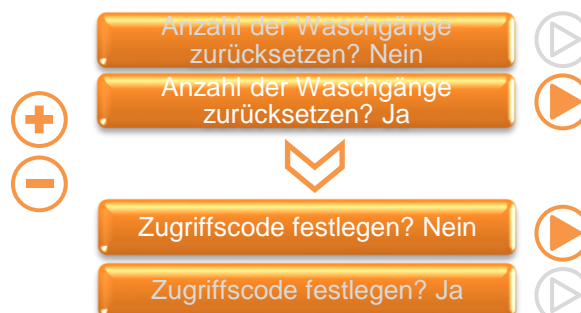 Anzahl der Waschgänge
zurücksetzen? Nein
Anzahl der Waschgänge
zurücksetzen? Ja
Zugriffscode festlegen? Nein
Zugriffscode festlegen? Ja